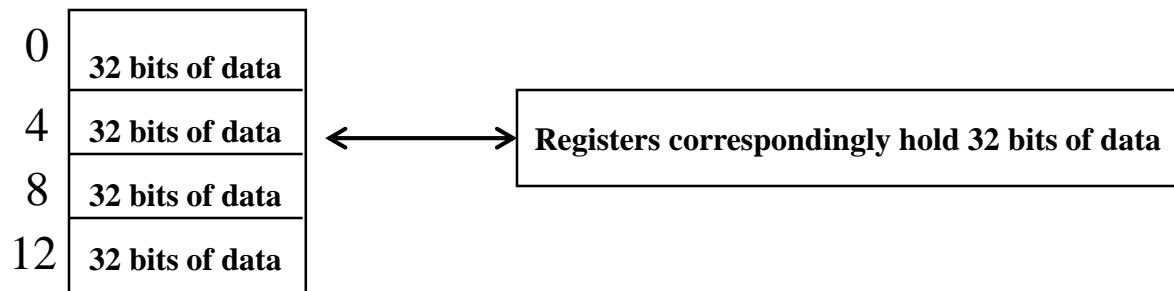 0 32 bits of data
4 32 bits of data
Registers correspondingly hold 32 bits of data
8 32 bits of data
12 32 bits of data